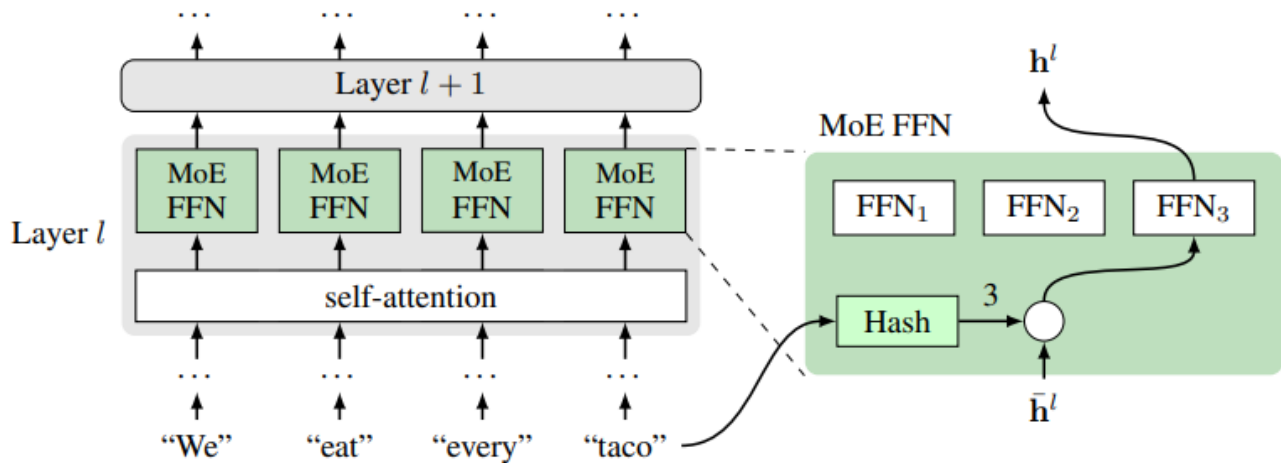 ... ... ... ...
Layer l + 1
MoE FFN
hˡ
MoE FFN MoE FFN MoE FFN MoE FFN
Layer l
FFN₁ FFN₂ FFN₃
self-attention
Hash
3
... ... ... ...
h̄ˡ
“We” “eat” “every” “taco”